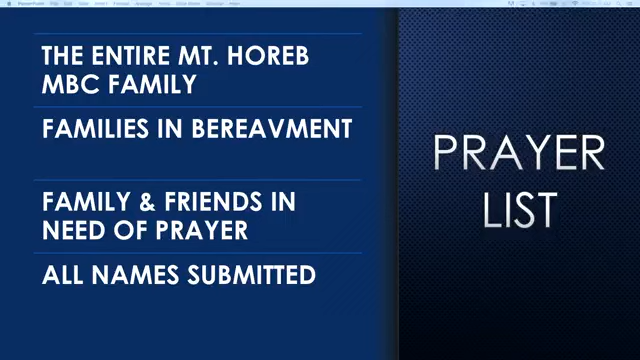 THE ENTIRE MT. HOREB
MBC FAMILY
FAMILIES IN BEREAVMENT
FAMILY & FRIENDS IN
NEED OF PRAYER
ALL NAMES SUBMITTED
PRAYER
LIST